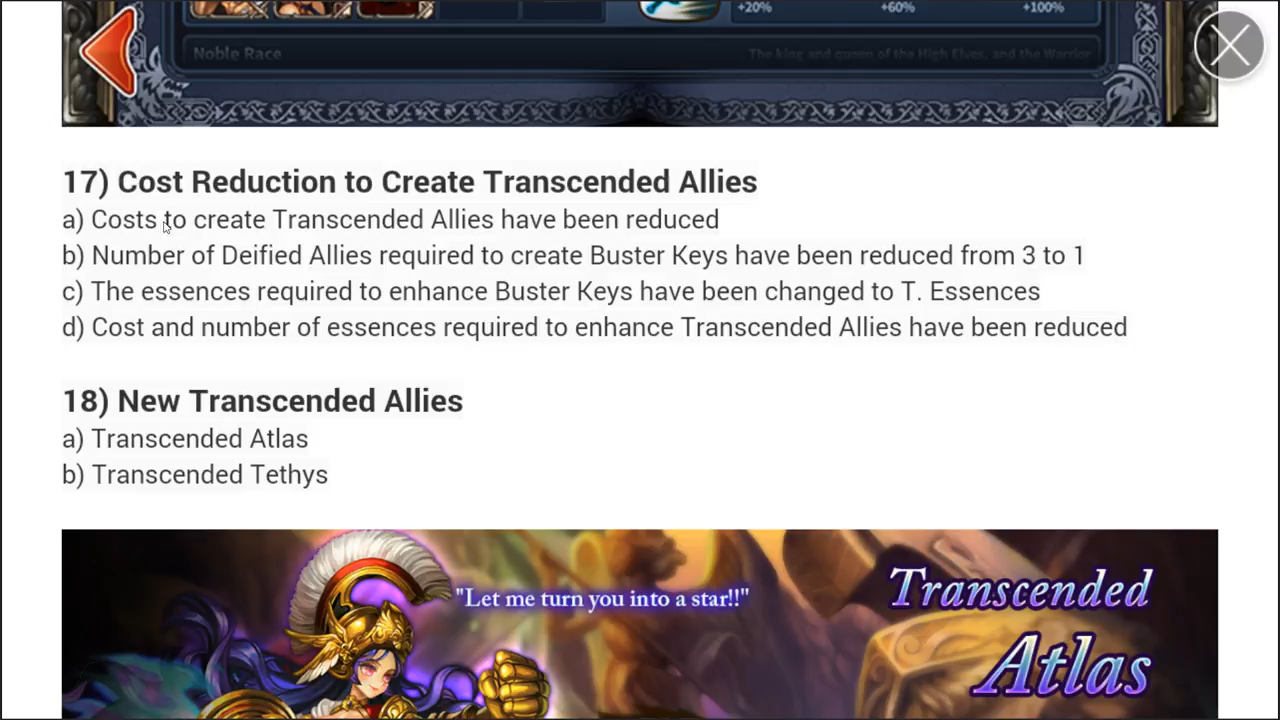 +20%
+60%
+100%
Noble Race
The king and queen of the High Elves, and the Warrior
17) Cost Reduction to Create Transcended Allies
a) Costs to create Transcended Allies have been reduced
b) Number of Deified Allies required to create Buster Keys have been reduced from 3 to 1
c) The essences required to enhance Buster Keys have been changed to T. Essences
d) Cost and number of essences required to enhance Transcended Allies have been reduced
18) New Transcended Allies
a) Transcended Atlas
b) Transcended Tethys
"Let me turn you into a star!!"
Transcended
Atlas